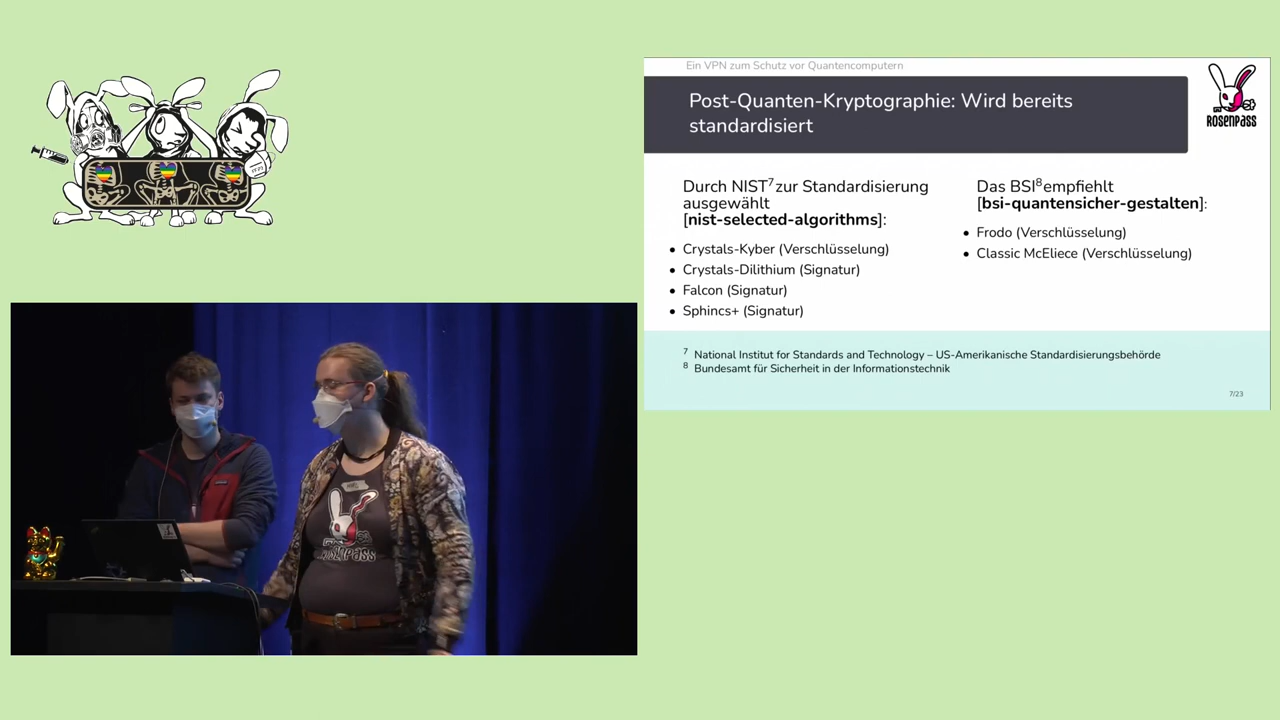 Ein VPN zum Schutz vor Quantencomputern
Post-Quanten-Kryptographie: Wird bereits
standardisiert
ROSENPASS
Durch NIST7 zur Standardisierung
ausgewählt
[nist-selected-algorithms]:
• Crystals-Kyber (Verschlüsselung)
• Crystals-Dilithium (Signatur)
• Falcon (Signatur)
• Sphincs+ (Signatur)
Das BSI8 empfiehlt
[bsi-quantensicher-gestalten]:
• Frodo (Verschlüsselung)
• Classic McEliece (Verschlüsselung)
7 National Institut for Standards and Technology – US-Amerikanische Standardisierungsbehörde
8 Bundesamt für Sicherheit in der Informationstechnik
7/23
ROSENPASS